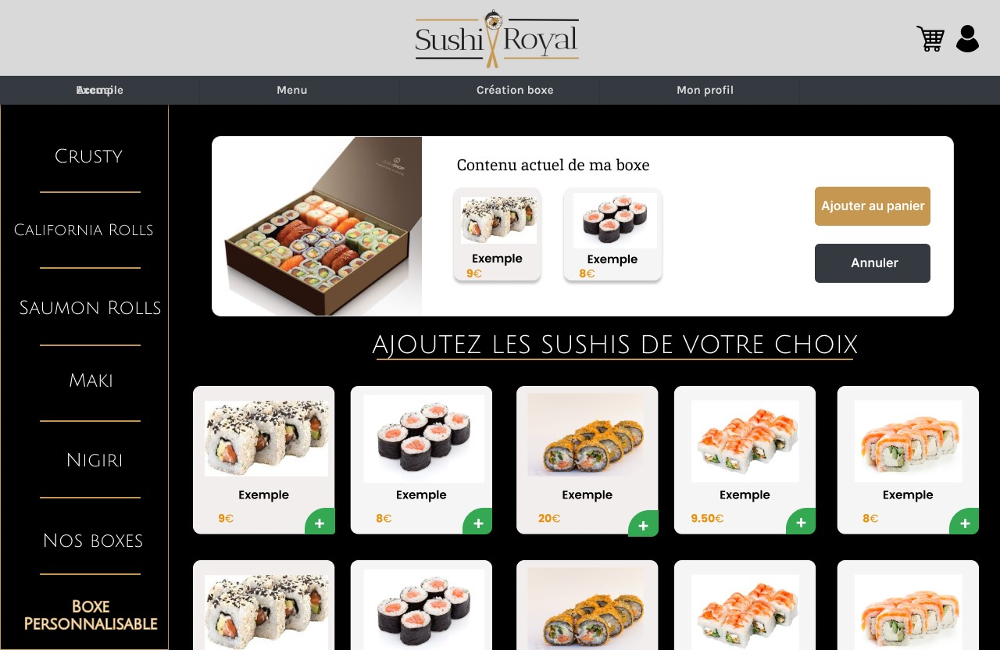 Sushi Royal
Accueil
Exemple
Menu
Création boxe
Mon profil
Crusty
California Rolls
Saumon Rolls
Maki
Nigiri
Nos boxes
Boxe
Personnalisable
Contenu actuel de ma boxe
Exemple
9€
Exemple
8€
Ajouter au panier
Annuler
AJOUTEZ LES SUSHIS DE VOTRE CHOIX
Exemple
9€
+
Exemple
8€
+
Exemple
20€
+
Exemple
9.50€
+
Exemple
8€
+